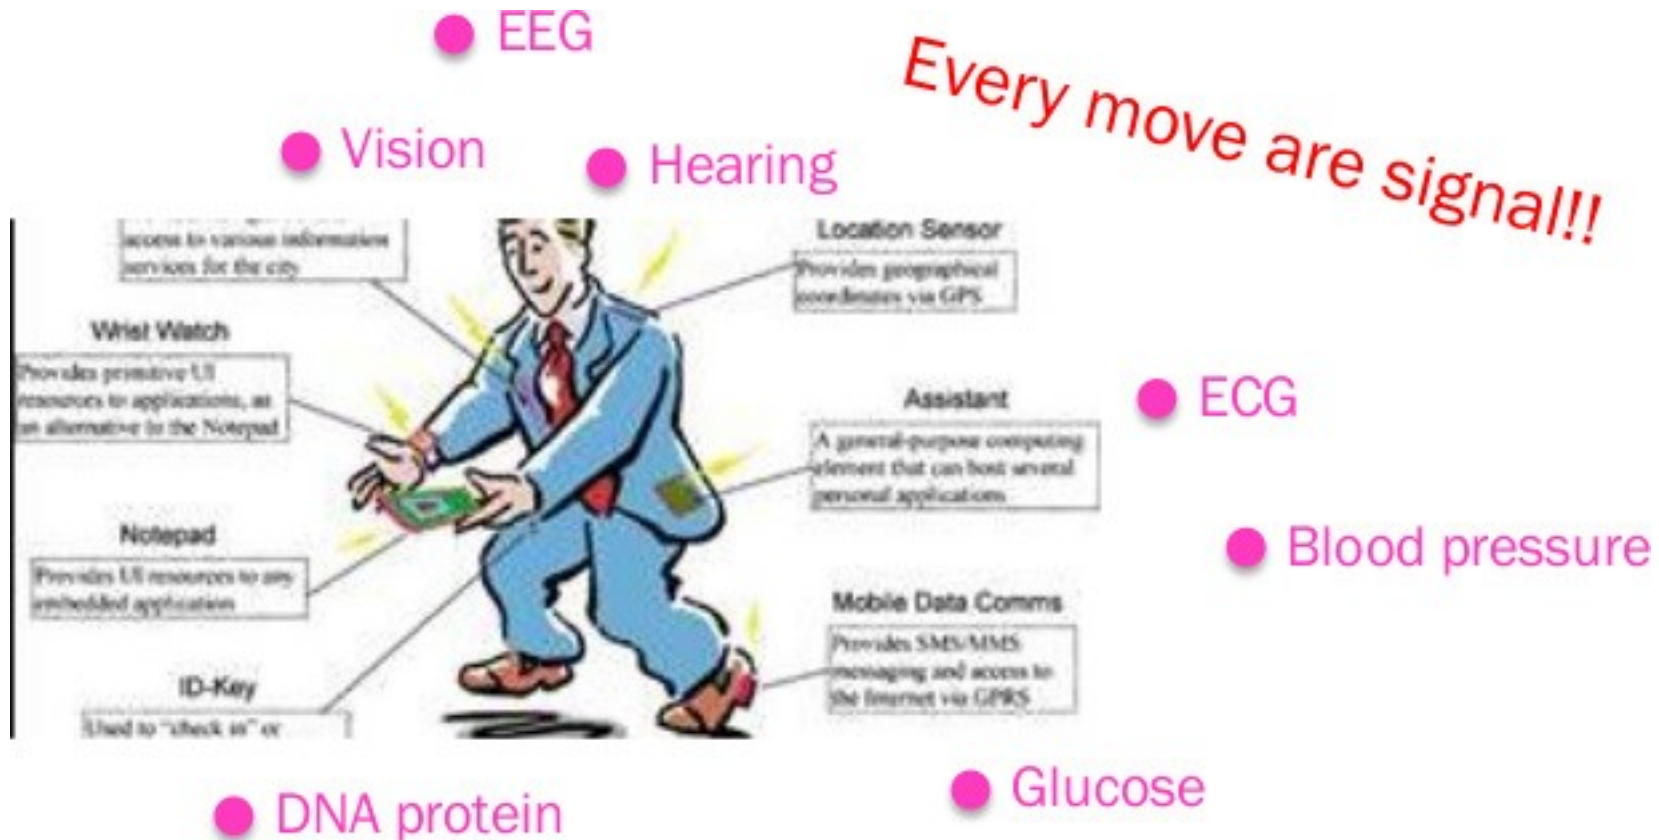 EEG
Every move are signal!!
Vision
Hearing
access to various information
services for the city
Location Sensor
Provides geographical
coordinates via GPS
Wrist Watch
Provides primitive UI
resources to applications, as
an alternative to the Notepad
Assistant
A general-purpose computing
element that can host several
personal applications
ECG
Blood pressure
Notepad
Provides UI resources to any
embedded application
Mobile Data Comms
Provides SMS/MMS
messaging and access to
the Internet via GPRS
ID-Key
Used to "check in" or
Glucose
DNA protein